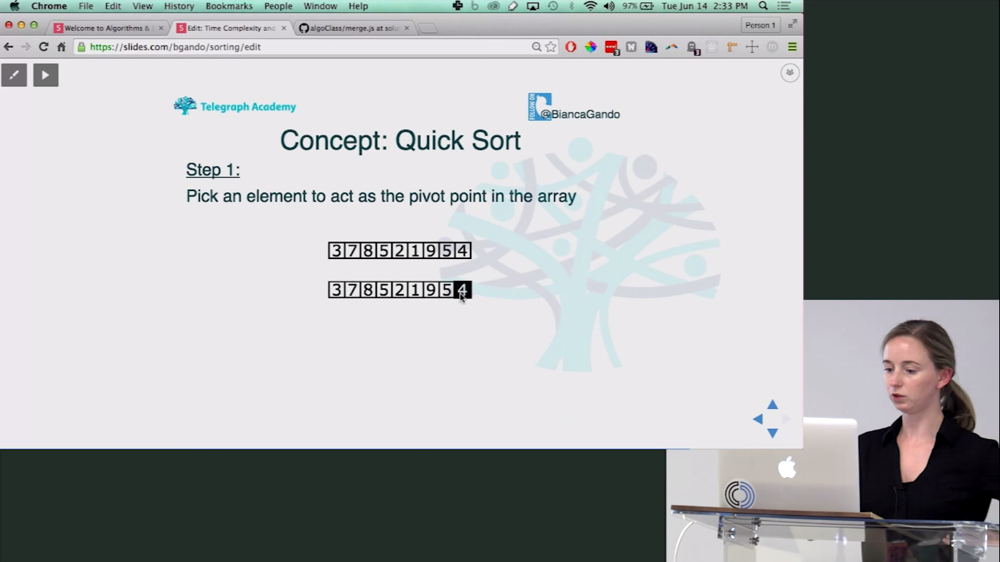 Chrome File Edit View History Bookmarks People Window Help 97% Tue Jun 14 2:33 PM
Welcome to Algorithms & Edit: Time Complexity and algoClass/merge.js at solu Person 1
https://slides.com/bgando/sorting/edit
3 3
Telegraph Academy
FOLLOW ON
@BiancaGando
Concept: Quick Sort
Step 1:
Pick an element to act as the pivot point in the array
3 7 8 5 2 1 9 5 4
3 7 8 5 2 1 9 5 4